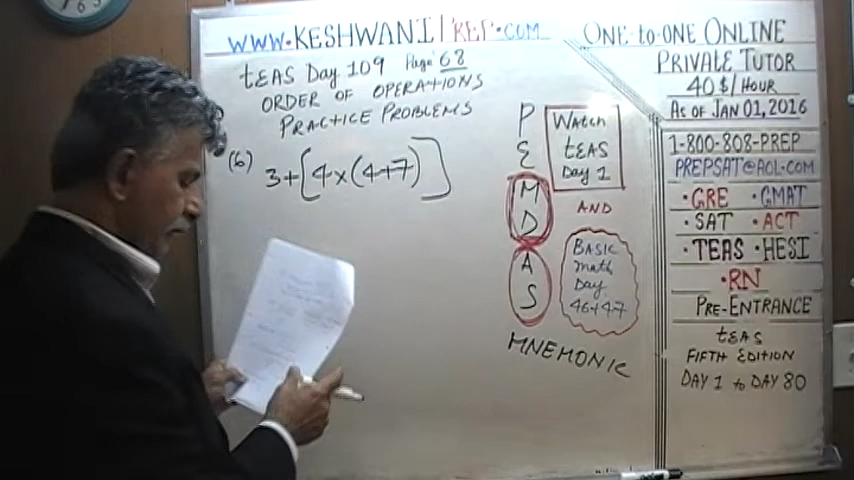 WWW.KESHWANI PREP.COM
tEAS Day 109 Page 68
ORDER OF OPERATIONS
PRACTICE PROBLEMS
(6) 3+[4×(4+7)]
P
E
M
D
A
S
MNEMONIC
WATCH
tEAS
Day 1
AND
BASIC
math
Day
46+47
ONE-to-ONE ONLINE
PRIVATE TUTOR
40$/HOUR
AS OF JAN 01,2016
1-800-808-PREP
PREPSAT@AOL.COM
•GRE •GMAT
•SAT •ACT
•TEAS •HESI
•RN
PRE-ENTRANCE
tEAS
FIFTH EDITION
DAY 1 to DAY 80